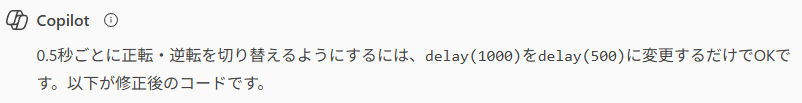 Copilot
0.5秒ごとに正転・逆転を切り替えるようにするには、delay(1000)をdelay(500)に変更するだけでOKで
す。以下が修正後のコードです。